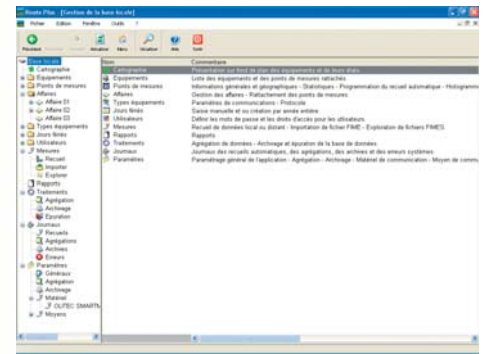 Route Plus - [Gestion de la base locale]
Fichier Edition Fenêtre Outils ?
Actualiser Menu Visualiser Aide Quitter
Base locale
Cartographie
Equipements
Points de mesures
Affaires
Affaire 01
Affaire 02
Affaire 03
Types équipements
Jours fériés
Utilisateurs
Mesures
Recueil
Importer
Explorer
Rapports
Traitements
Agrégation
Archivage
Epuration
Journaux
Recueils
Agrégations
Archives
Erreurs
Paramètres
Généraux
Agrégation
Archivage
Matériel
OLITEC SMARTM
Moyens
Nom Commentaire
Cartographie Présentation sur fond de plan des équipements et de leurs états
Equipements Liste des équipements et des points de mesures rattachés
Points de mesures Informations générales et géographiques - Statistiques - Programmation du recueil automatique - Histogramme
Affaires Gestion des affaires - Rattachement des points de mesures
Types équipements Paramètres de communications - Protocole
Jours fériés Saisie manuelle et ou création par année entière
Utilisateurs Définir les mots de passe et les droits d'accès pour les utilisateurs.
Mesures Recueil de données local ou distant - Importation de fichier FIME - Exploration de fichiers FIMES
Rapports Rapports
Traitements Agrégation de données - Archivage et épuration de la base de données
Journaux Journaux des recueils automatiques, des agrégations, des archives et des erreurs systèmes
Paramètres Paramétrage général de l'application - Agrégation - Archivage - Matériel de communication - Moyen de commu